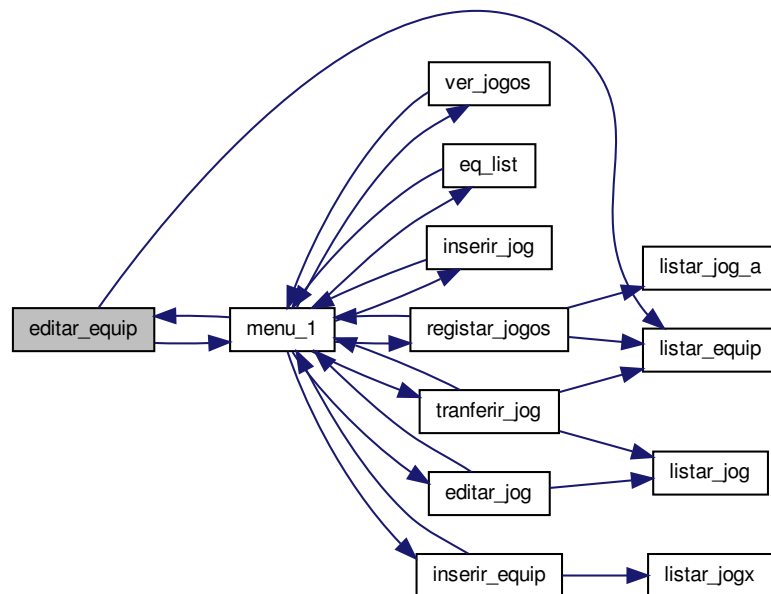 ver_jogos
eq_list
inserir_jog
listar_jog_a
editar_equip
menu_1
registar_jogos
listar_equip
tranferir_jog
listar_jog
editar_jog
inserir_equip
listar_jogx